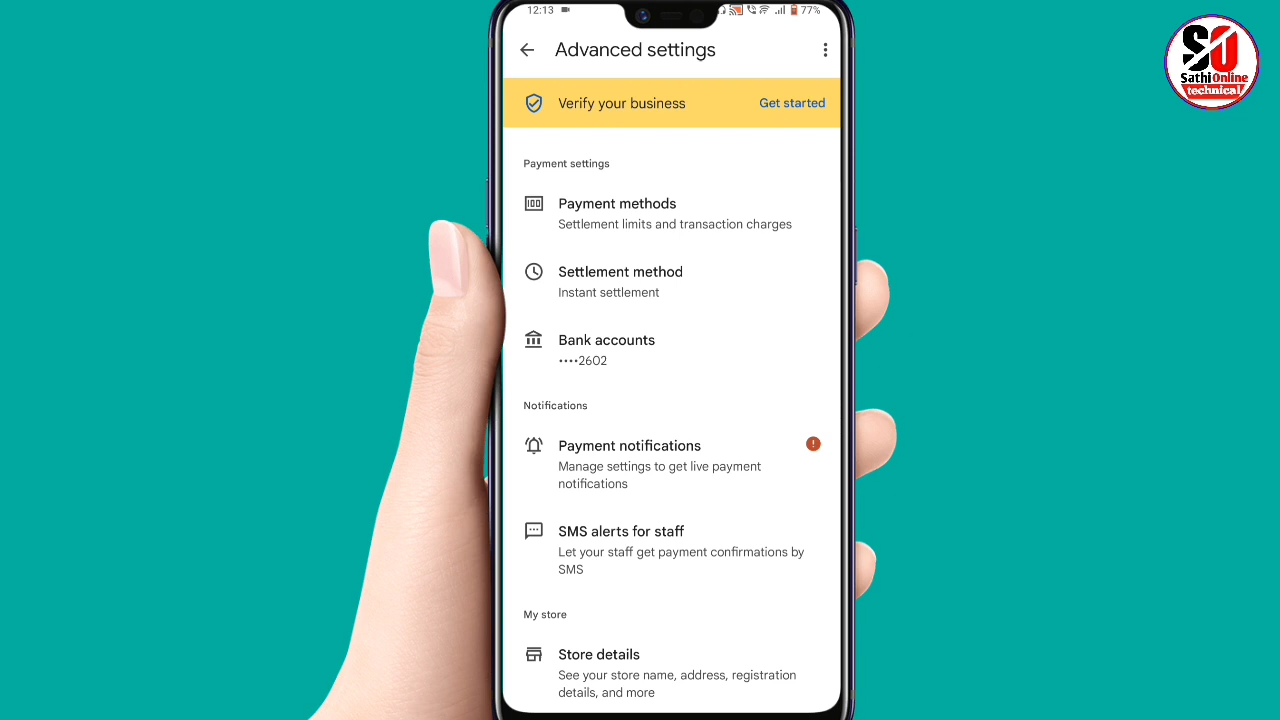 12:13
77%
Advanced settings
Verify your business
Get started
Payment settings
Payment methods
Settlement limits and transaction charges
Settlement method
Instant settlement
Bank accounts
••••2602
Notifications
Payment notifications
Manage settings to get live payment
notifications
SMS alerts for staff
Let your staff get payment confirmations by
SMS
My store
Store details
See your store name, address, registration
details, and more
SO
SathiOnline
technical